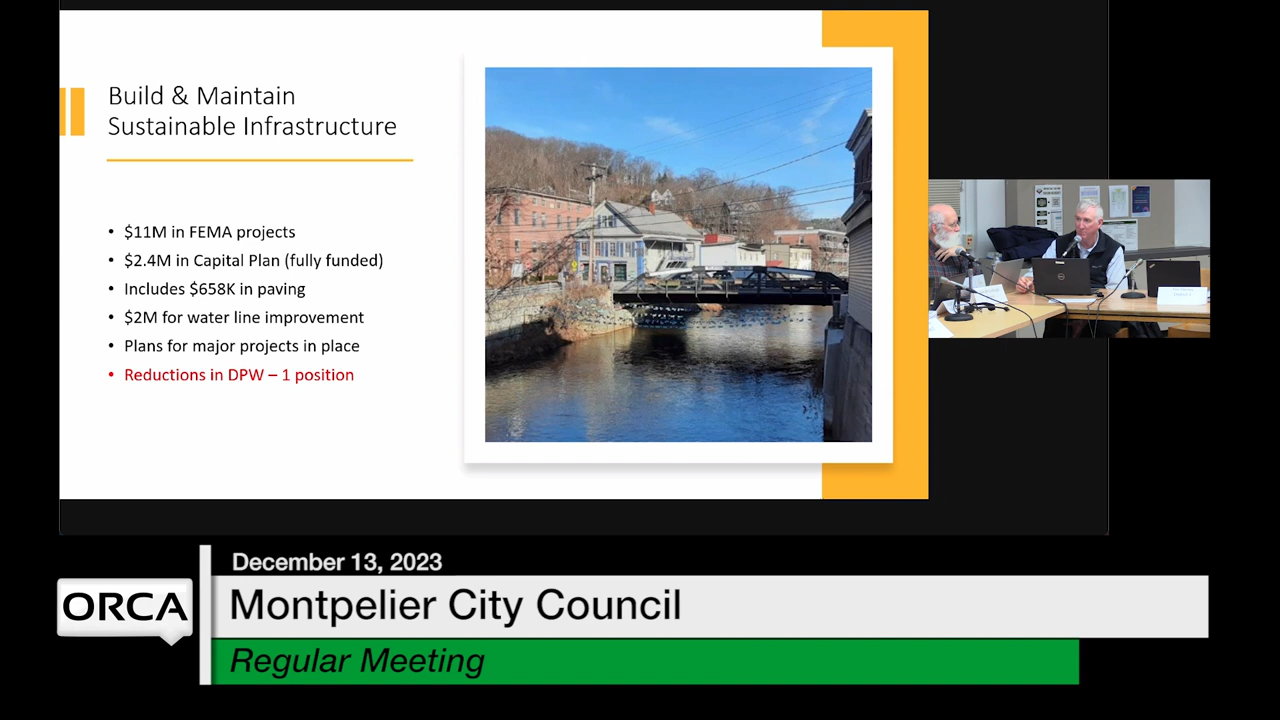 Build & Maintain
Sustainable Infrastructure
• $11M in FEMA projects
• $2.4M in Capital Plan (fully funded)
• Includes $658K in paving
• $2M for water line improvement
• Plans for major projects in place
• Reductions in DPW – 1 position
December 13, 2023
ORCA
Montpelier City Council
Regular Meeting